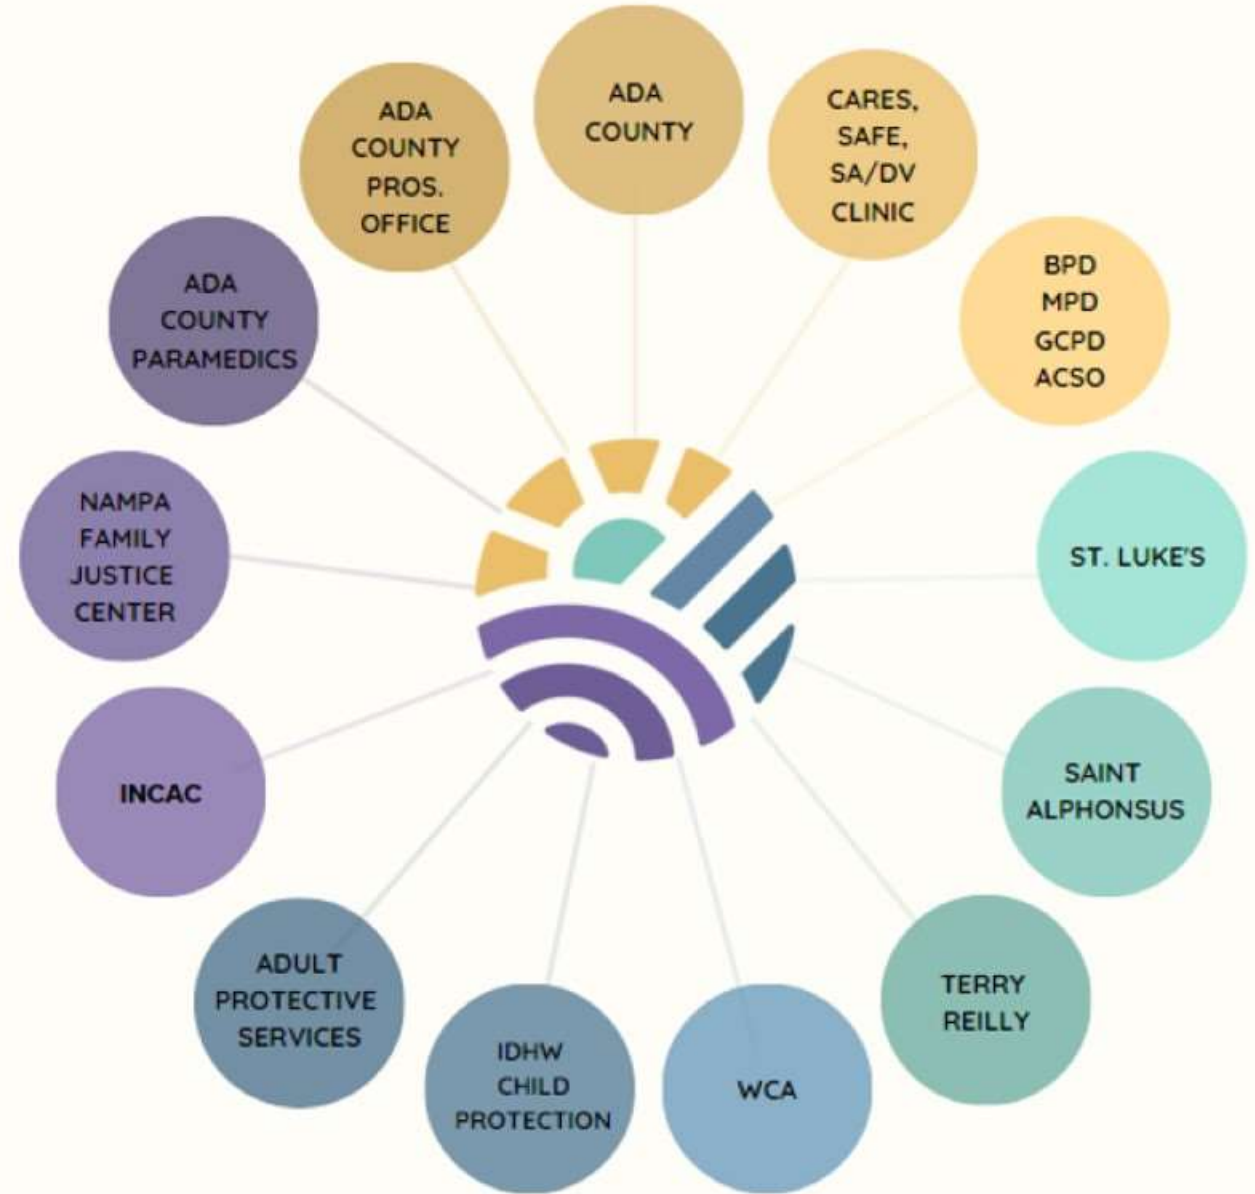 ADA
COUNTY
CARES,
SAFE,
SA/DV
CLINIC
BPD
MPD
GCPD
ACSO
ST. LUKE'S
SAINT
ALPHONSUS
TERRY
REILLY
WCA
IDHW
CHILD
PROTECTION
ADULT
PROTECTIVE
SERVICES
INCAC
NAMPA
FAMILY
JUSTICE
CENTER
ADA
COUNTY
PARAMEDICS
ADA
COUNTY
PROS.
OFFICE